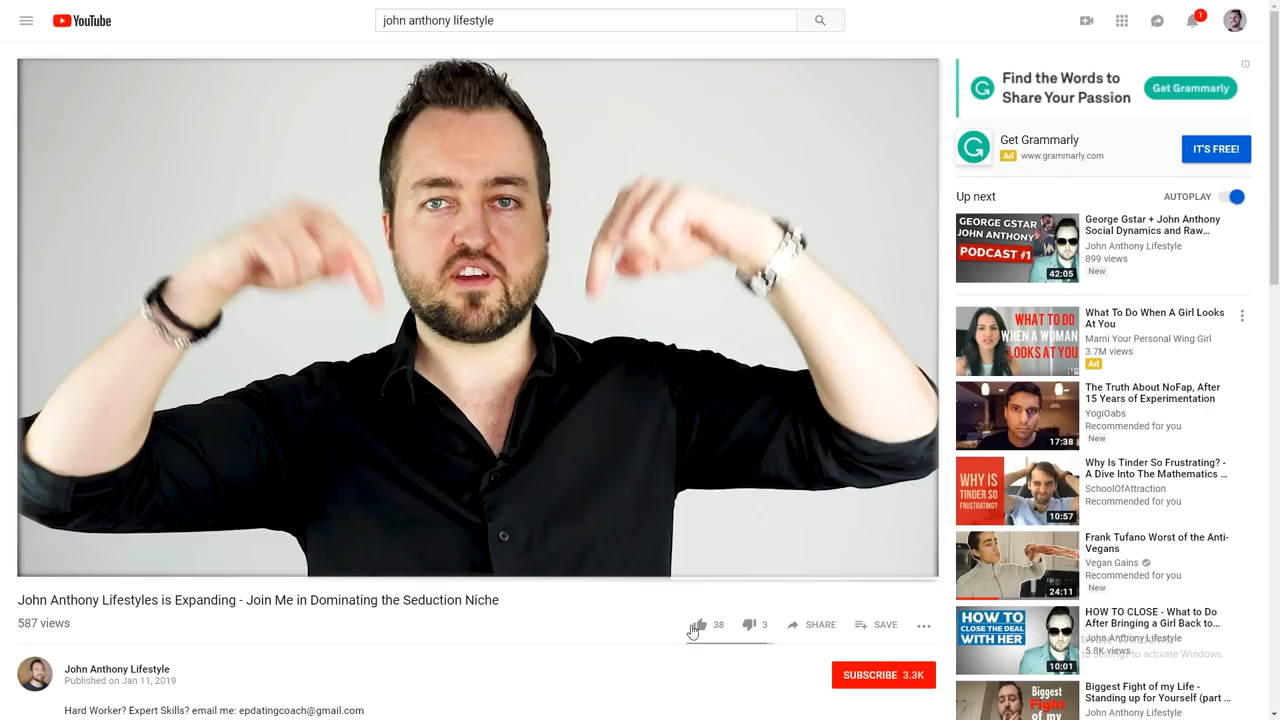 YouTube
john anthony lifestyle
1
Find the Words to
Share Your Passion
Get Grammarly
Get Grammarly
Ad www.grammarly.com
IT'S FREE!
Up next
AUTOPLAY
GEORGE GSTAR
JOHN ANTHONY
PODCAST #1
42:05
George Gstar + John Anthony
Social Dynamics and Raw...
John Anthony Lifestyle
899 views
New
WHAT TO DO
WHEN A WOMAN
LOOKS AT YOU
What To Do When A Girl Looks
At You
Marni Your Personal Wing Girl
3.7M views
Ad
17:38
The Truth About NoFap, After
15 Years of Experimentation
YogiOabs
Recommended for you
New
WHY IS
TINDER SO
FRUSTRATING?
10:57
Why Is Tinder So Frustrating? -
A Dive Into The Mathematics ...
SchoolOfAttraction
Recommended for you
24:11
Frank Tufano Worst of the Anti-
Vegans
Vegan Gains
Recommended for you
New
HOW TO
CLOSE THE DEAL
WITH HER
10:01
HOW TO CLOSE - What to Do
After Bringing a Girl Back to...
John Anthony Lifestyle
5.8K views
to activate Windows.
Biggest
Fight
of my
Biggest Fight of my Life -
Standing up for Yourself (part ...
John Anthony Lifestyle
John Anthony Lifestyles is Expanding - Join Me in Dominating the Seduction Niche
587 views
38
3
SHARE
SAVE
John Anthony Lifestyle
Published on Jan 11, 2019
SUBSCRIBE 3.3K
Hard Worker? Expert Skills? email me: epdatingcoach@gmail.com